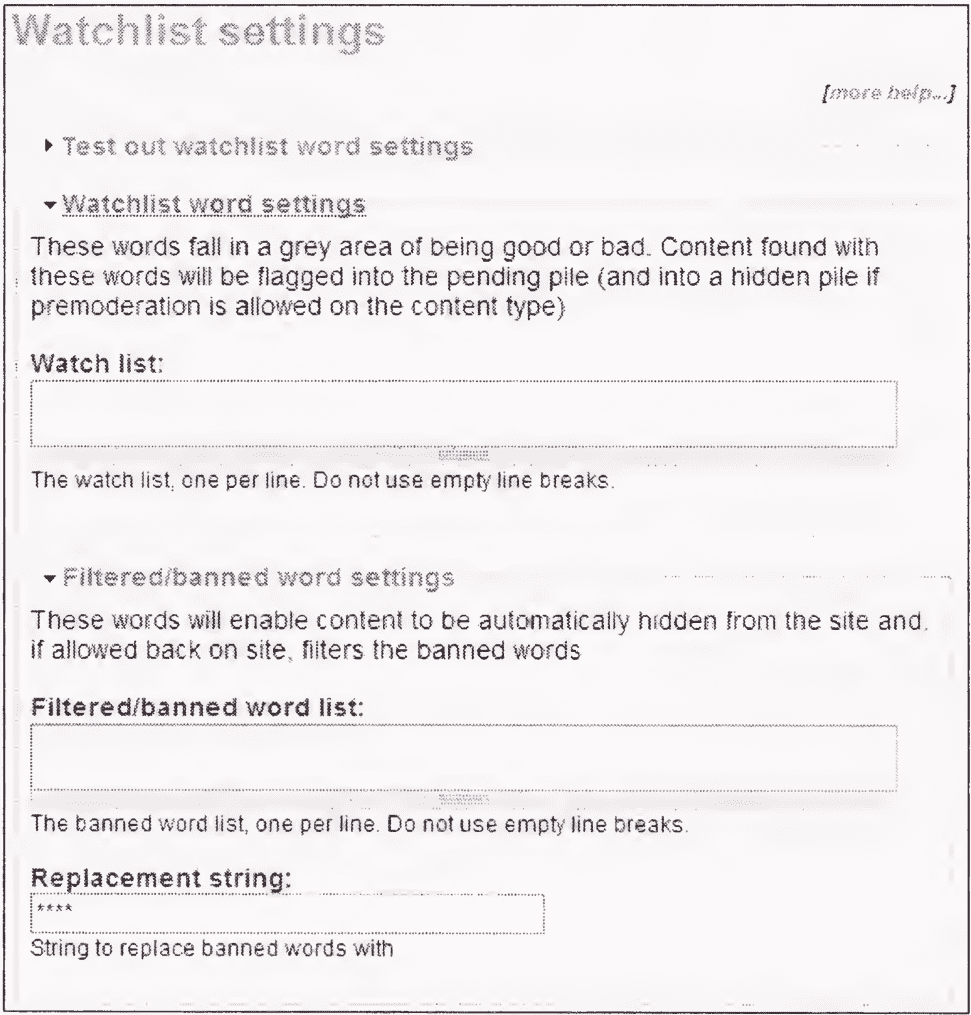 Watchlist settings
[more help...]
Test out watchlist word settings
Watchlist word settings
These words fall in a grey area of being good or bad. Content found with
these words will be flagged into the pending pile (and into a hidden pile if
premoderation is allowed on the content type)
Watch list:
The watch list, one per line. Do not use empty line breaks.
Filtered/banned word settings
These words will enable content to be automatically hidden from the site and,
if allowed back on site, filters the banned words
Filtered/banned word list:
The banned word list, one per line. Do not use empty line breaks.
Replacement string:
****
String to replace banned words with